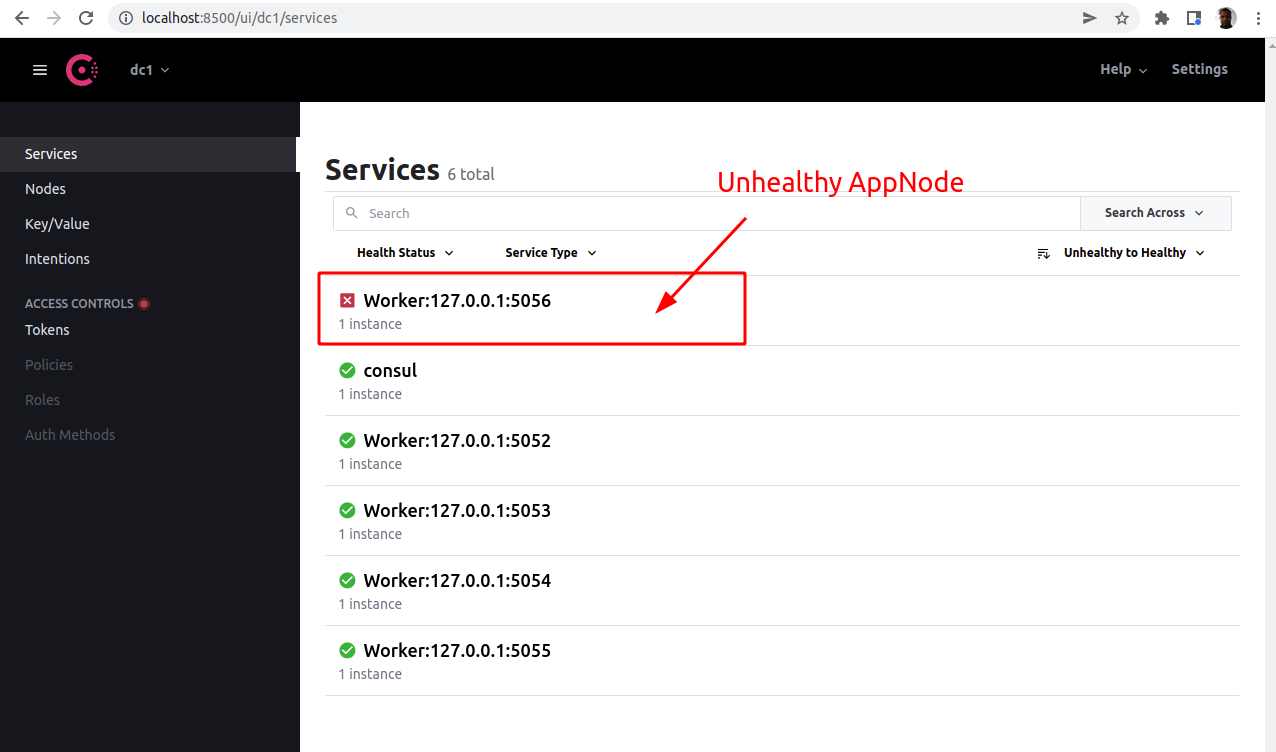 localhost:8500/ui/dc1/services
dc1
Help
Settings
Services
Nodes
Key/Value
Intentions
ACCESS CONTROLS
Tokens
Policies
Roles
Auth Methods
Services 6 total
Unhealthy AppNode
Search
Search Across
Health Status
Service Type
Unhealthy to Healthy
Worker:127.0.0.1:5056
1 instance
consul
1 instance
Worker:127.0.0.1:5052
1 instance
Worker:127.0.0.1:5053
1 instance
Worker:127.0.0.1:5054
1 instance
Worker:127.0.0.1:5055
1 instance